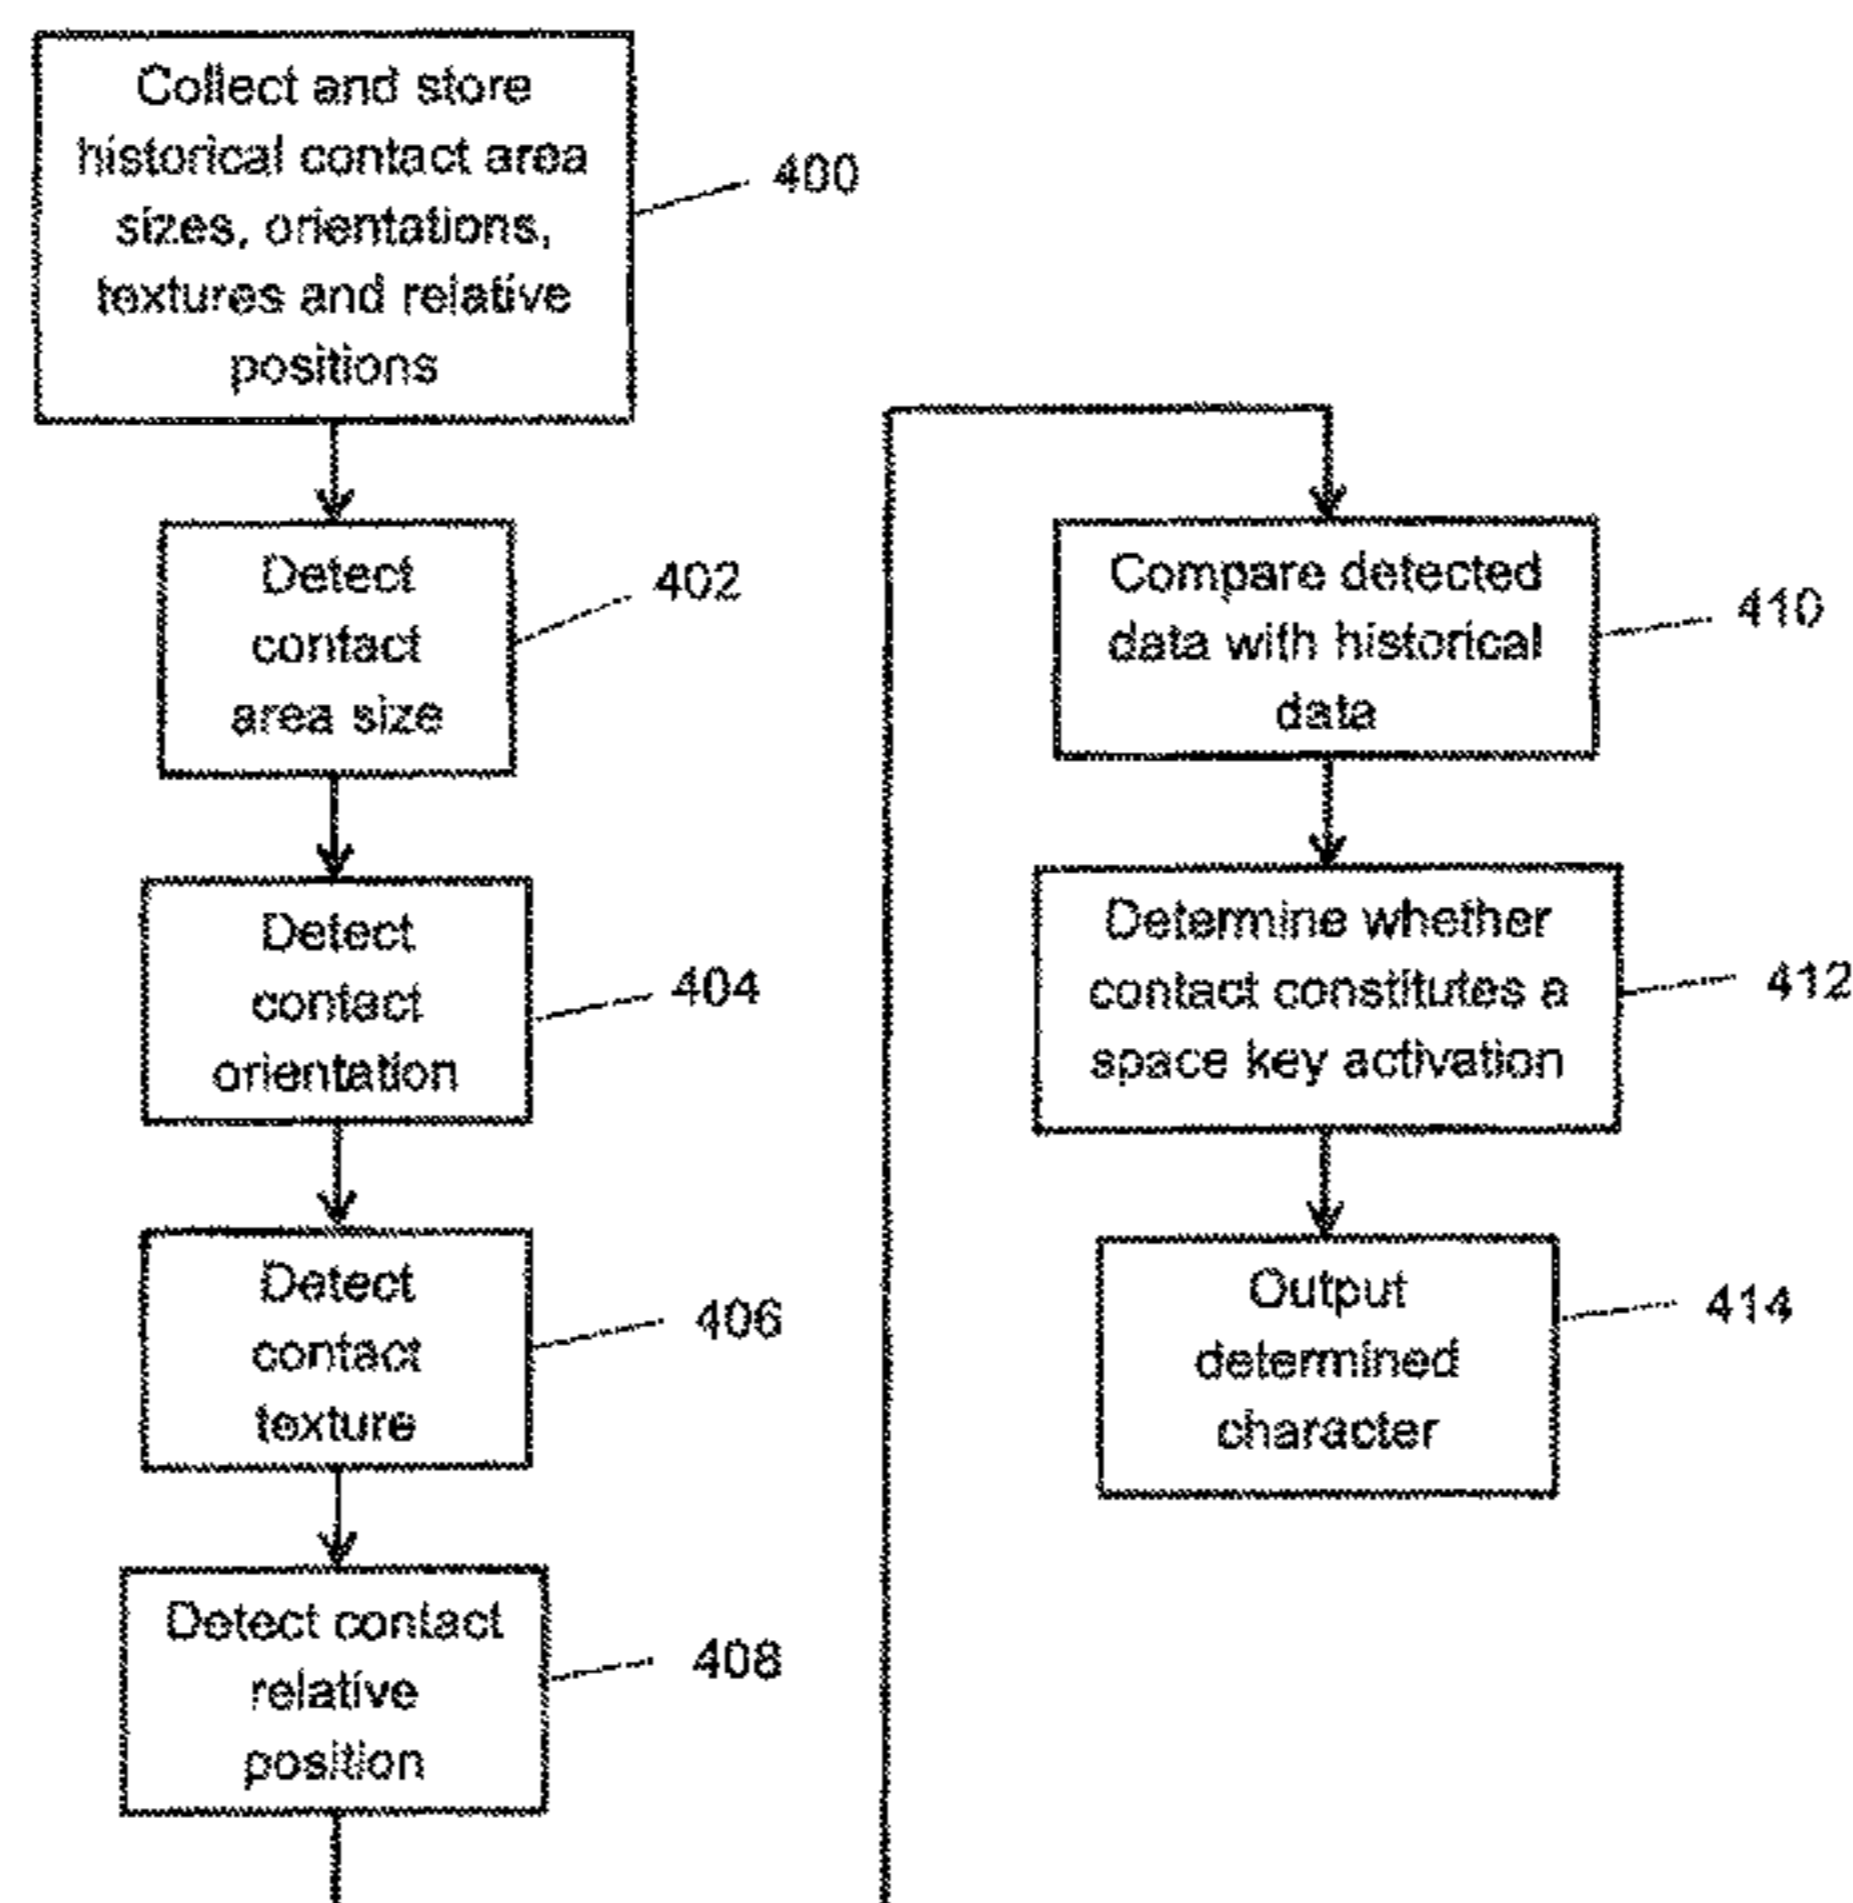 Collect and store
historical contact area
sizes, orientations,
textures and relative
positions
400
Detect
contact
area size
402
Detect
contact
orientation
404
Detect
contact
texture
406
Detect contact
relative
position
408
Compare detected
data with historical
data
410
Determine whether
contact constitutes a
space key activation
412
Output
determined
character
414